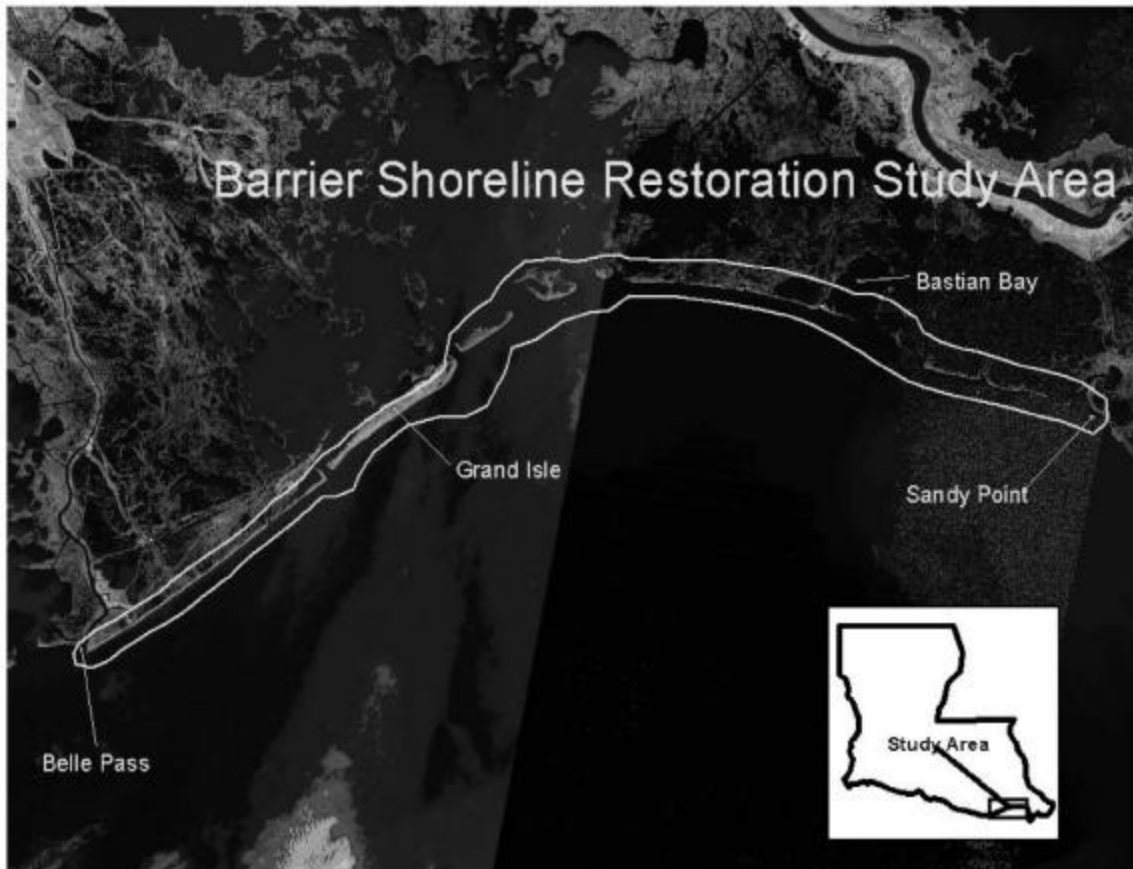 Barrier Shoreline Restoration Study Area
Bastian Bay
Grand Isle
Sandy Point
Study Area
Belle Pass